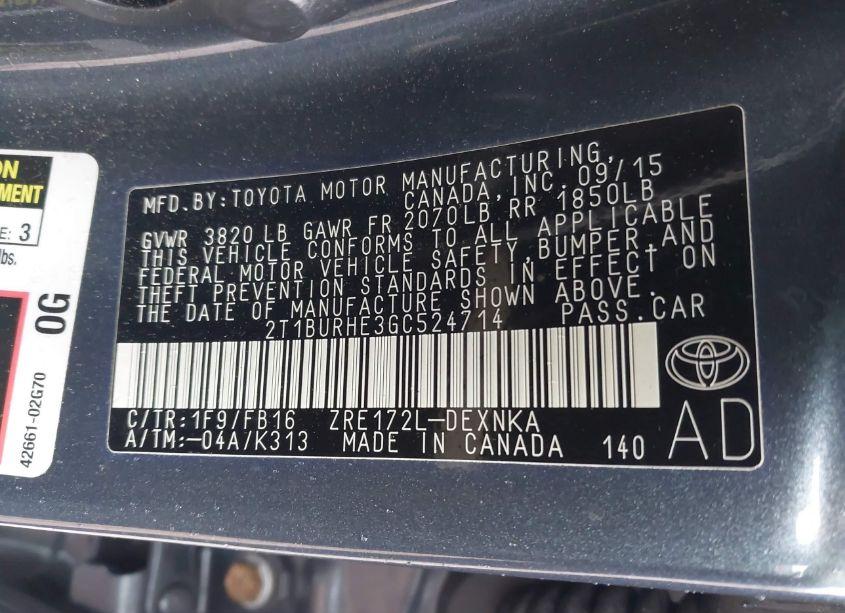 ON
MENT
E: 3
lbs.
0G
42661-02G70
MFD. BY: TOYOTA MOTOR MANUFACTURING,
CANADA, INC. 09/15
GVWR 3820 LB GAWR FR 2070LB RR 1850LB
THIS VEHICLE CONFORMS TO ALL APPLICABLE
FEDERAL MOTOR VEHICLE SAFETY, BUMPER, AND
THEFT PREVENTION STANDARDS IN EFFECT ON
THE DATE OF MANUFACTURE SHOWN ABOVE.
2T1BURHE3GC524714 PASS.CAR
C/TR: 1F9/FB16 ZRE172L-DEXNKA
A/TM: -04A/K313 MADE IN CANADA 140
AD